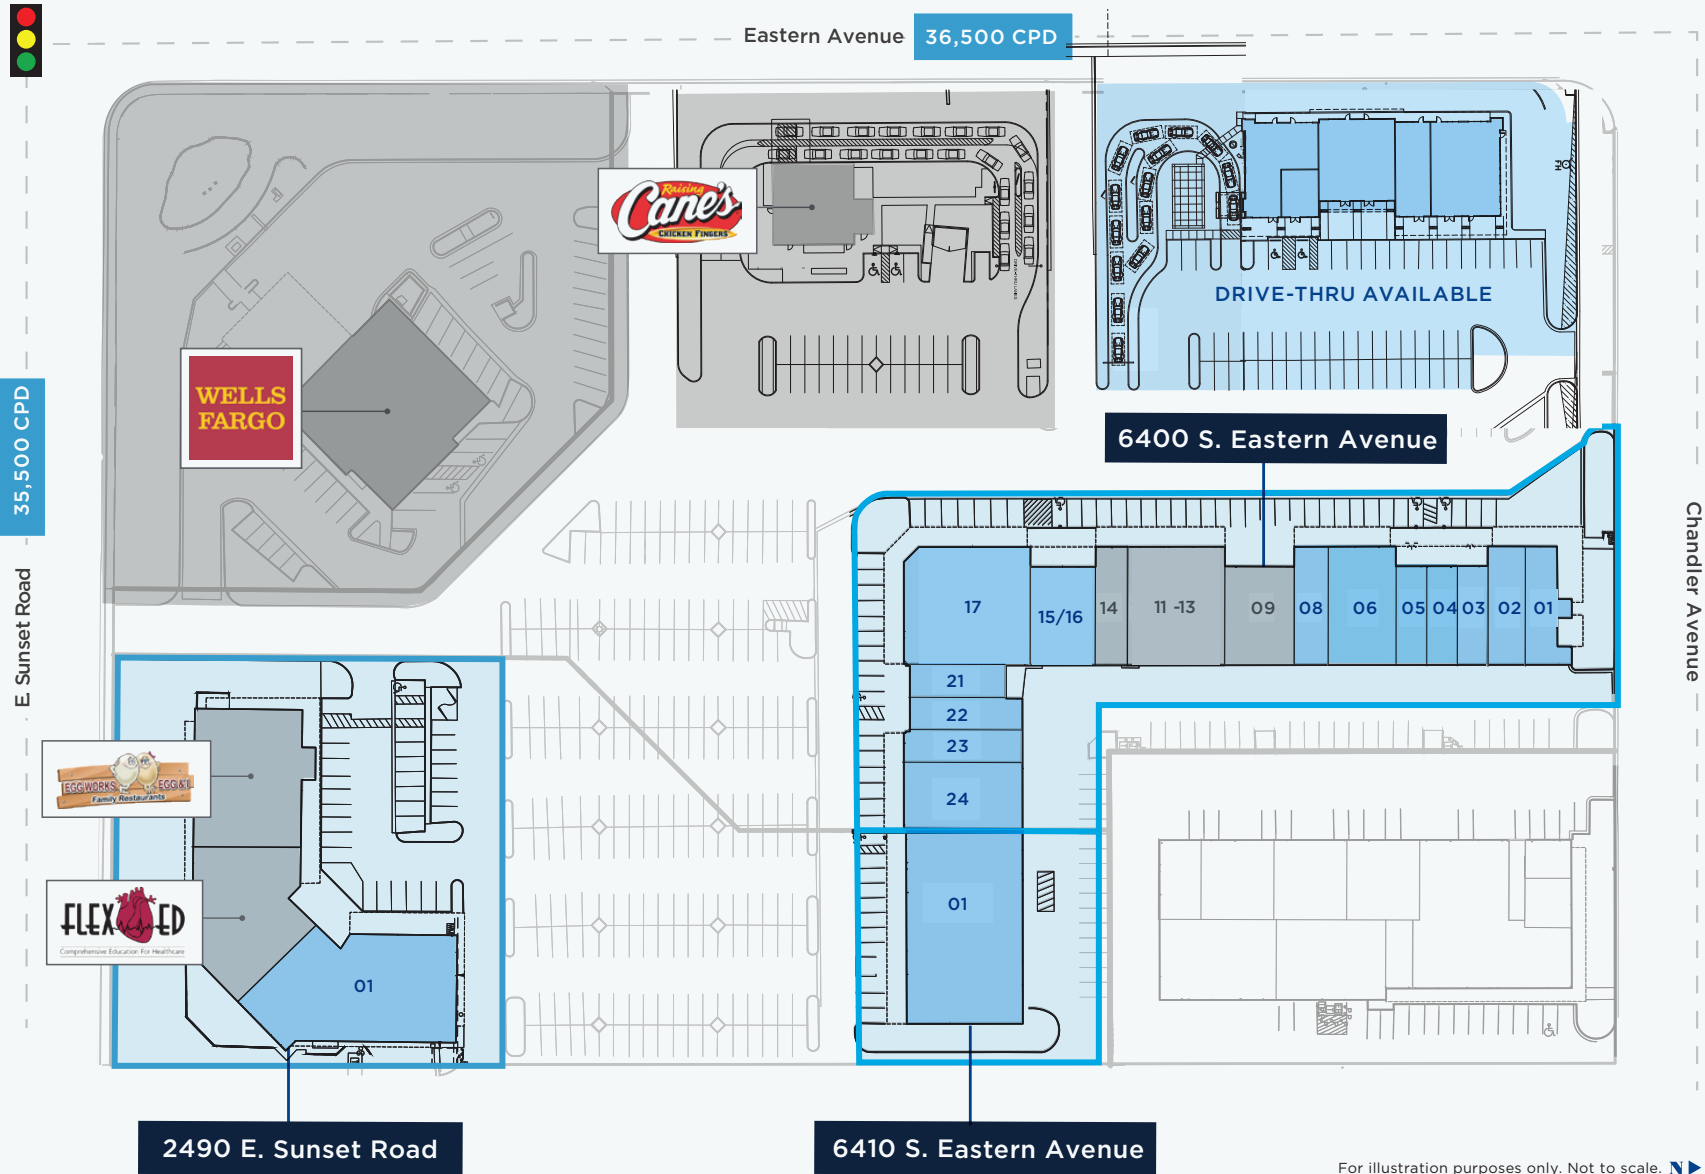 Eastern Avenue 36,500 CPD
Raising
Cane's
CHICKEN FINGERS
DRIVE-THRU AVAILABLE
WELLS
FARGO
35,500 CPD
E. Sunset Road
Chandler Avenue
6400 S. Eastern Avenue
17
15/16
14
11 -13
09
08
06
05
04
03
02
01
21
22
23
24
01
EGGWORKS
EGG&I
Family Restaurants
FLEX ED
Comprehensive Education For Healthcare
01
2490 E. Sunset Road
6410 S. Eastern Avenue
For illustration purposes only. Not to scale. N